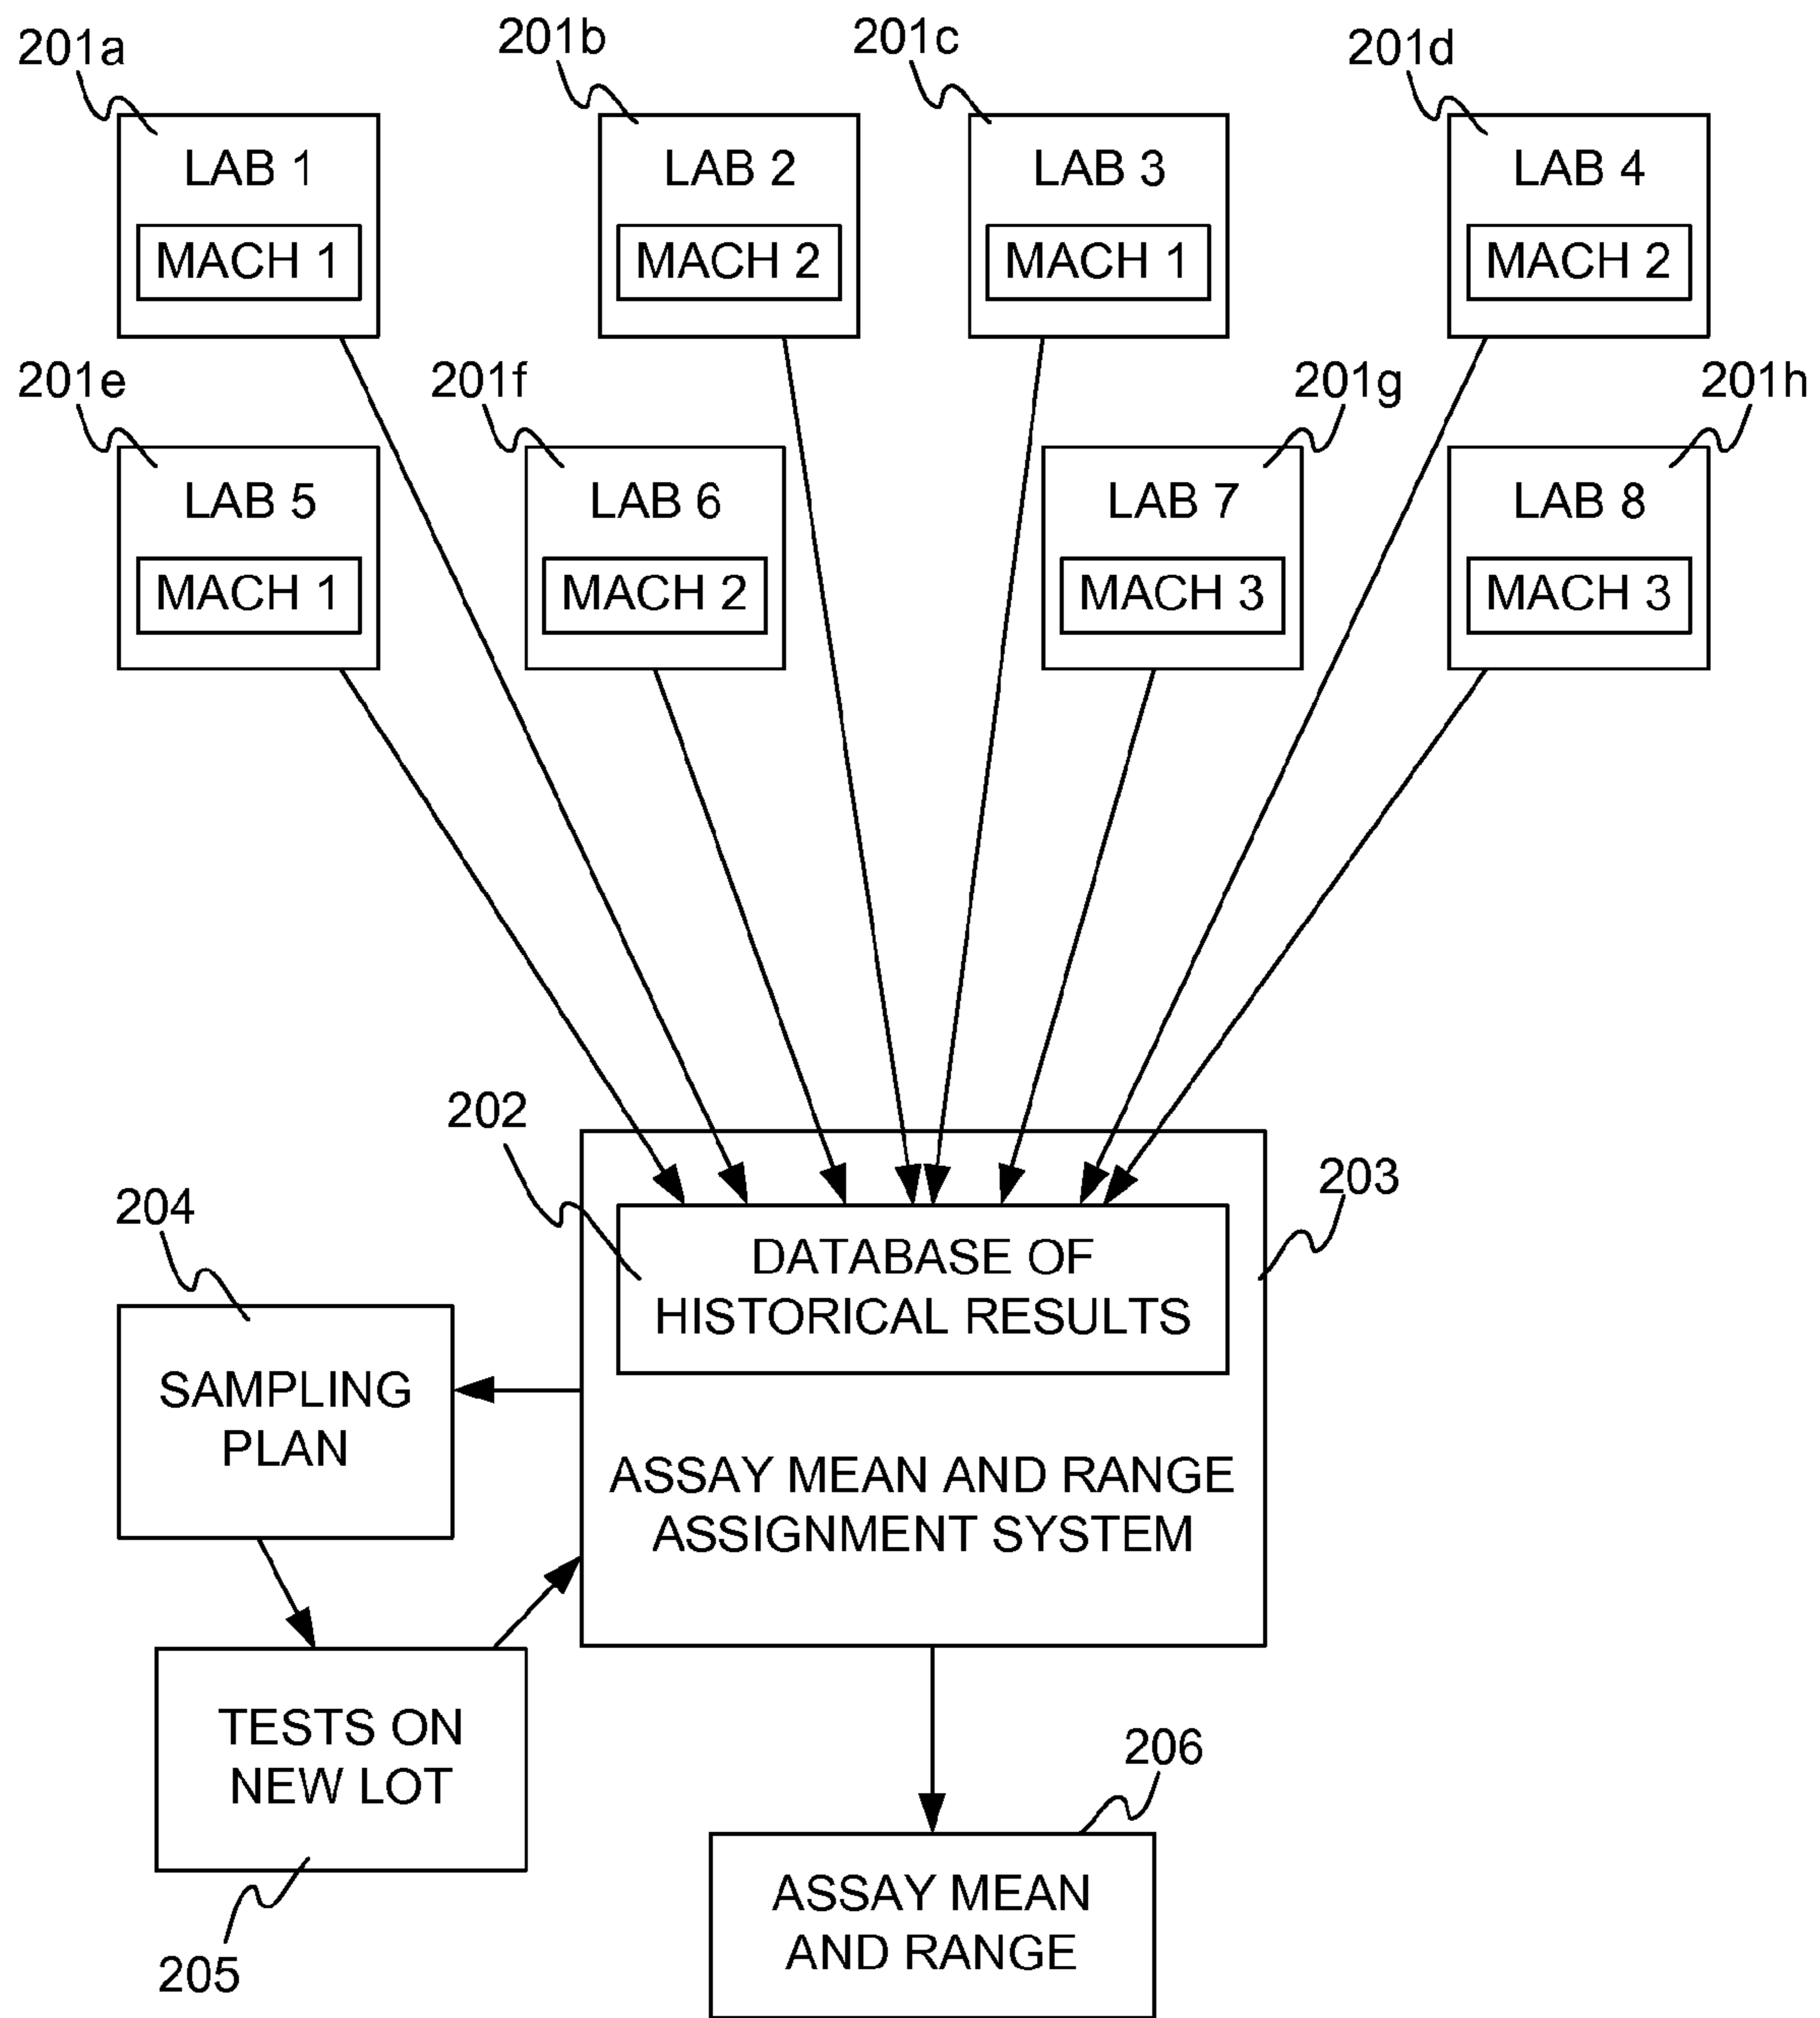 201a
201b
201c
201d
LAB 1
MACH 1
LAB 2
MACH 2
LAB 3
MACH 1
LAB 4
MACH 2
201e
201f
201g
201h
LAB 5
MACH 1
LAB 6
MACH 2
LAB 7
MACH 3
LAB 8
MACH 3
202
203
204
DATABASE OF
HISTORICAL RESULTS
SAMPLING
PLAN
ASSAY MEAN AND RANGE
ASSIGNMENT SYSTEM
TESTS ON
NEW LOT
205
206
ASSAY MEAN
AND RANGE